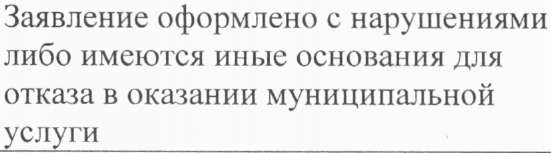 Заявление оформлено с нарушениями
либо имеются иные основания для
отказа в оказании муниципальной
услуги